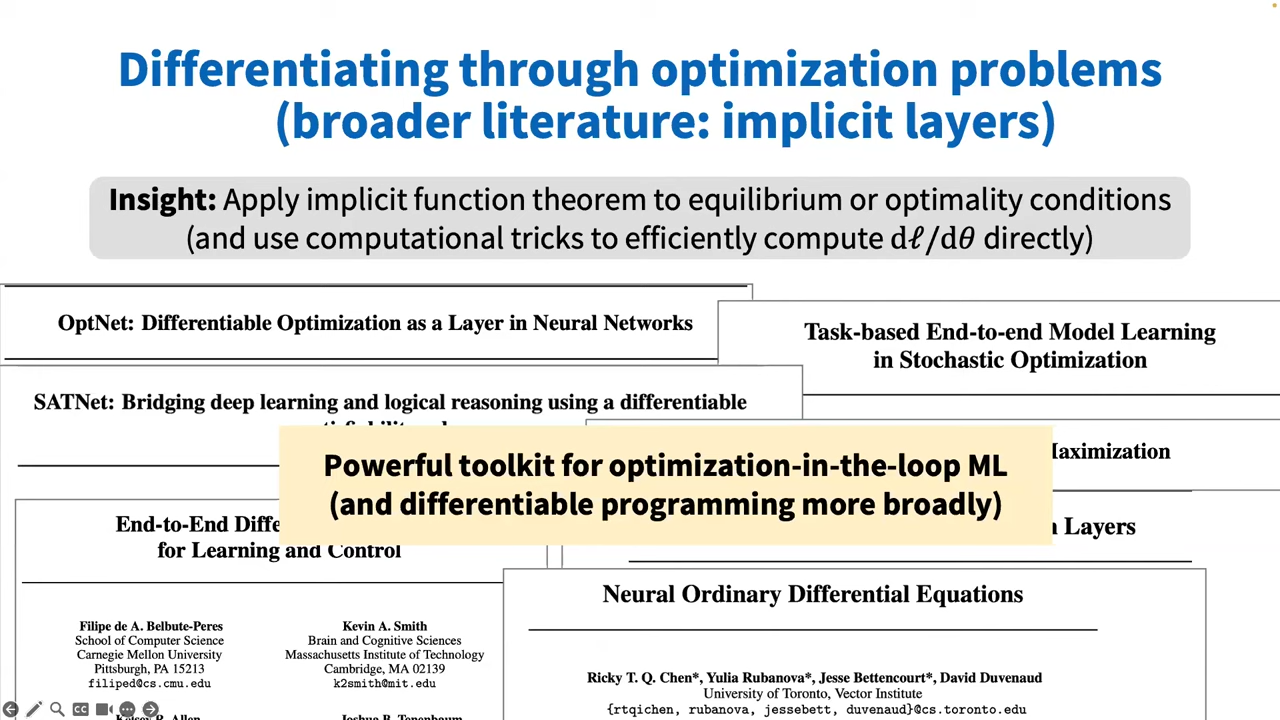 Differentiating through optimization problems
(broader literature: implicit layers)
Insight: Apply implicit function theorem to equilibrium or optimality conditions
(and use computational tricks to efficiently compute dℓ/dθ directly)
OptNet: Differentiable Optimization as a Layer in Neural Networks
Task-based End-to-end Model Learning
in Stochastic Optimization
SATNet: Bridging deep learning and logical reasoning using a differentiable
Powerful toolkit for optimization-in-the-loop ML
(and differentiable programming more broadly)
Maximization
Layers
End-to-End Diffe
for Learning and Control
Neural Ordinary Differential Equations
Filipe de A. Belbute-Peres
School of Computer Science
Carnegie Mellon University
Pittsburgh, PA 15213
filiped@cs.cmu.edu
Kevin A. Smith
Brain and Cognitive Sciences
Massachusetts Institute of Technology
Cambridge, MA 02139
k2smith@mit.edu
Ricky T. Q. Chen*, Yulia Rubanova*, Jesse Bettencourt*, David Duvenaud
University of Toronto, Vector Institute
{rtqichen, rubanova, jessebett, duvenaud}@cs.toronto.edu
Kelsey R. Allen
Joshua B. Tenenbaum
CC